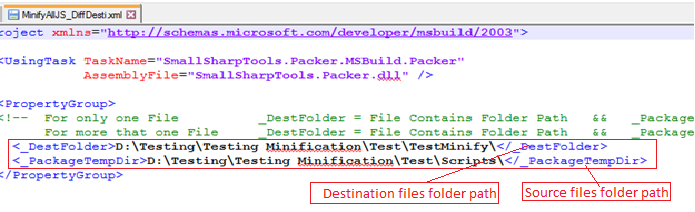 MinifyAllJS_DiffDesti.xml
roject xmlns="http://schemas.microsoft.com/developer/msbuild/2003">
<UsingTask TaskName="SmallSharpTools.Packer.MSBuild.Packer"
AssemblyFile="SmallSharpTools.Packer.dll" />
<PropertyGroup>
<!-- For only one File _DestFolder = File Contains Folder Path && _Package
For more that one File _DestFolder = File Contains Folder Path && _Packa
<_DestFolder>D:\Testing\Testing Minification\Test\TestMinify\</_DestFolder>
<_PackageTempDir>D:\Testing\Testing Minification\Test\Scripts\</_PackageTempDir>
</PropertyGroup>
Destination files folder path
Source files folder path